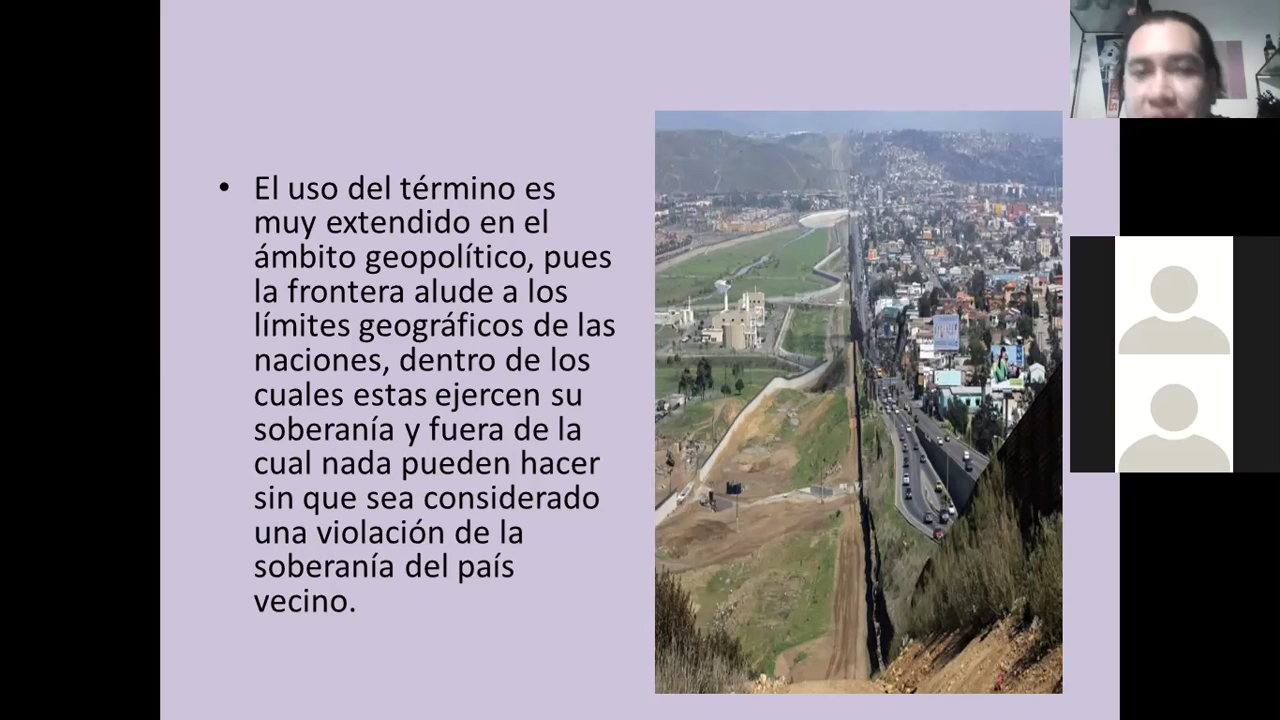 • El uso del término es
muy extendido en el
ámbito geopolítico, pues
la frontera alude a los
límites geográficos de las
naciones, dentro de los
cuales estas ejercen su
soberanía y fuera de la
cual nada pueden hacer
sin que sea considerado
una violación de la
soberanía del país
vecino.